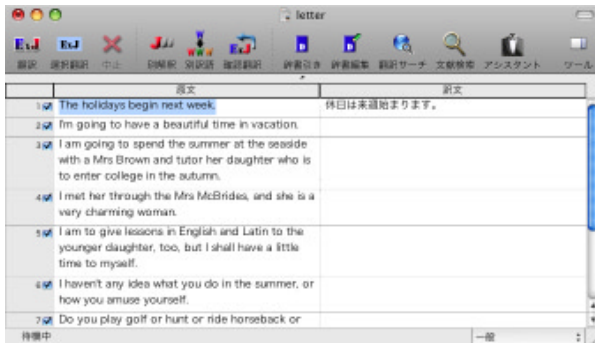 letter
翻訳 選択翻訳 中止 別解釈 別訳語 確認翻訳 辞書引き 辞書編集 翻訳サーチ 文献検索 アシスタント ツール
原文 訳文
1 The holidays begin next week. 休日は来週始まります。
2 I'm going to have a beautiful time in vacation.
3 I am going to spend the summer at the seaside
with a Mrs Brown and tutor her daughter who is
to enter college in the autumn.
4 I met her through the Mrs McBrides, and she is a
very charming woman.
5 I am to give lessons in English and Latin to the
younger daughter, too, but I shall have a little
time to myself.
6 I haven't any idea what you do in the summer, or
how you amuse yourself.
7 Do you play golf or hunt or ride horseback or
待機中 一般